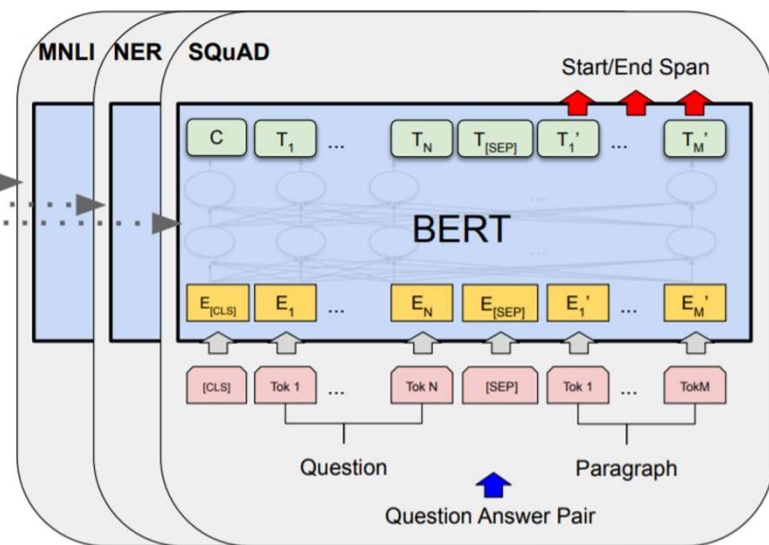 MNLI NER SQuAD
Start/End Span
C T1 ... TN T[SEP] T1' ... TM'
BERT
E[CLS] E1 ... EN E[SEP] E1' ... EM'
[CLS] Tok 1 ... Tok N [SEP] Tok 1 ... TokM
Question Paragraph
Question Answer Pair